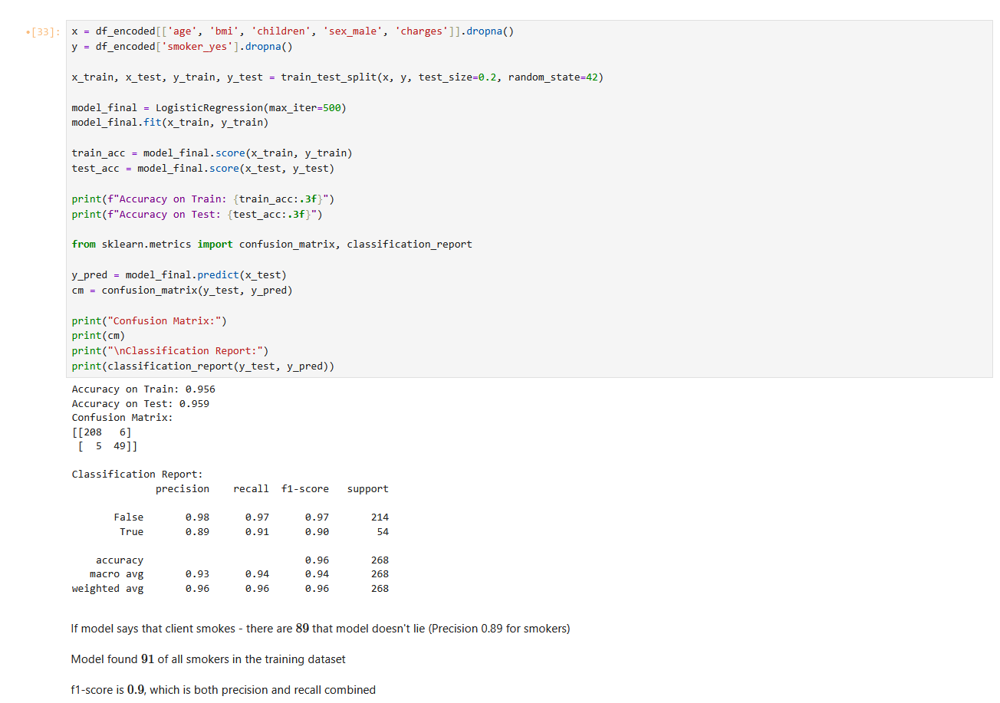 •[33]:
x = df_encoded[['age', 'bmi', 'children', 'sex_male', 'charges']].dropna()
y = df_encoded['smoker_yes'].dropna()
x_train, x_test, y_train, y_test = train_test_split(x, y, test_size=0.2, random_state=42)
model_final = LogisticRegression(max_iter=500)
model_final.fit(x_train, y_train)
train_acc = model_final.score(x_train, y_train)
test_acc = model_final.score(x_test, y_test)
print(f"Accuracy on Train: {train_acc:.3f}")
print(f"Accuracy on Test: {test_acc:.3f}")
from sklearn.metrics import confusion_matrix, classification_report
y_pred = model_final.predict(x_test)
cm = confusion_matrix(y_test, y_pred)
print("Confusion Matrix:")
print(cm)
print("\nClassification Report:")
print(classification_report(y_test, y_pred))
Accuracy on Train: 0.956
Accuracy on Test: 0.959
Confusion Matrix:
[[208   6]
 [  5  49]]
Classification Report:
              precision    recall  f1-score   support
       False       0.98      0.97      0.97       214
        True       0.89      0.91      0.90        54
    accuracy                           0.96       268
   macro avg       0.93      0.94      0.94       268
weighted avg       0.96      0.96      0.96       268
If model says that client smokes - there are 89 that model doesn't lie (Precision 0.89 for smokers)
Model found 91 of all smokers in the training dataset
f1-score is 0.9, which is both precision and recall combined